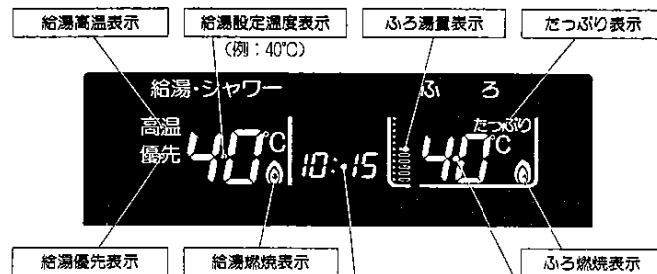 給湯高温表示 給湯設定温度表示 ふろ湯量表示 たっぷり表示
(例：40℃)
給湯・シャワー ふ ろ
高温 たっぷり
優先 40℃ 10:15 40℃
給湯優先表示 給湯燃焼表示 ふろ燃焼表示